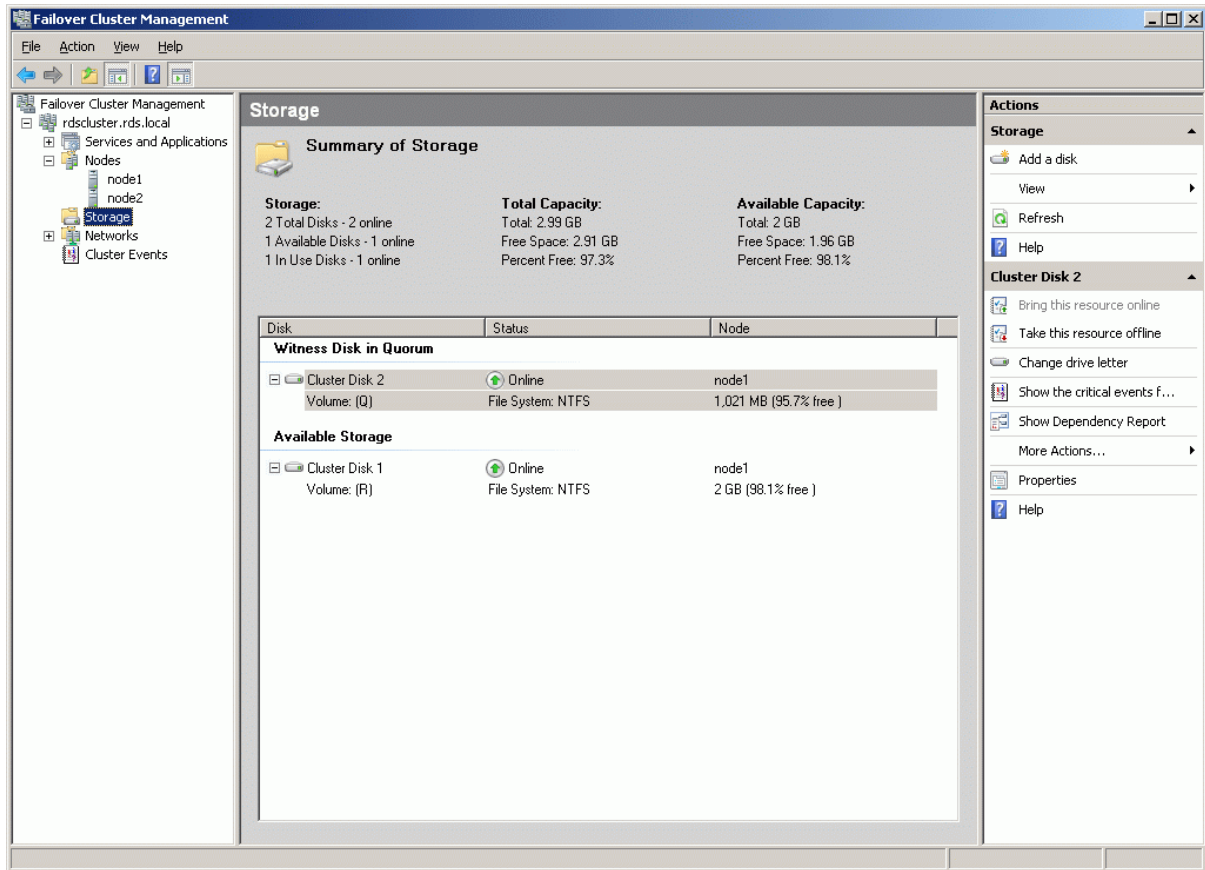 Failover Cluster Management
File Action View Help
Failover Cluster Management
rdscluster.rds.local
Services and Applications
Nodes
node1
node2
Storage
Networks
Cluster Events
Storage
Summary of Storage
Storage: Total Capacity: Available Capacity:
2 Total Disks - 2 online Total: 2.99 GB Total: 2 GB
1 Available Disks - 1 online Free Space: 2.91 GB Free Space: 1.96 GB
1 In Use Disks - 1 online Percent Free: 97.3% Percent Free: 98.1%
Disk Status Node
Witness Disk in Quorum
Cluster Disk 2 Online node1
Volume: (Q) File System: NTFS 1,021 MB (95.7% free )
Available Storage
Cluster Disk 1 Online node1
Volume: (R) File System: NTFS 2 GB (98.1% free )
Actions
Storage
Add a disk
View
Refresh
Help
Cluster Disk 2
Bring this resource online
Take this resource offline
Change drive letter
Show the critical events f...
Show Dependency Report
More Actions...
Properties
Help